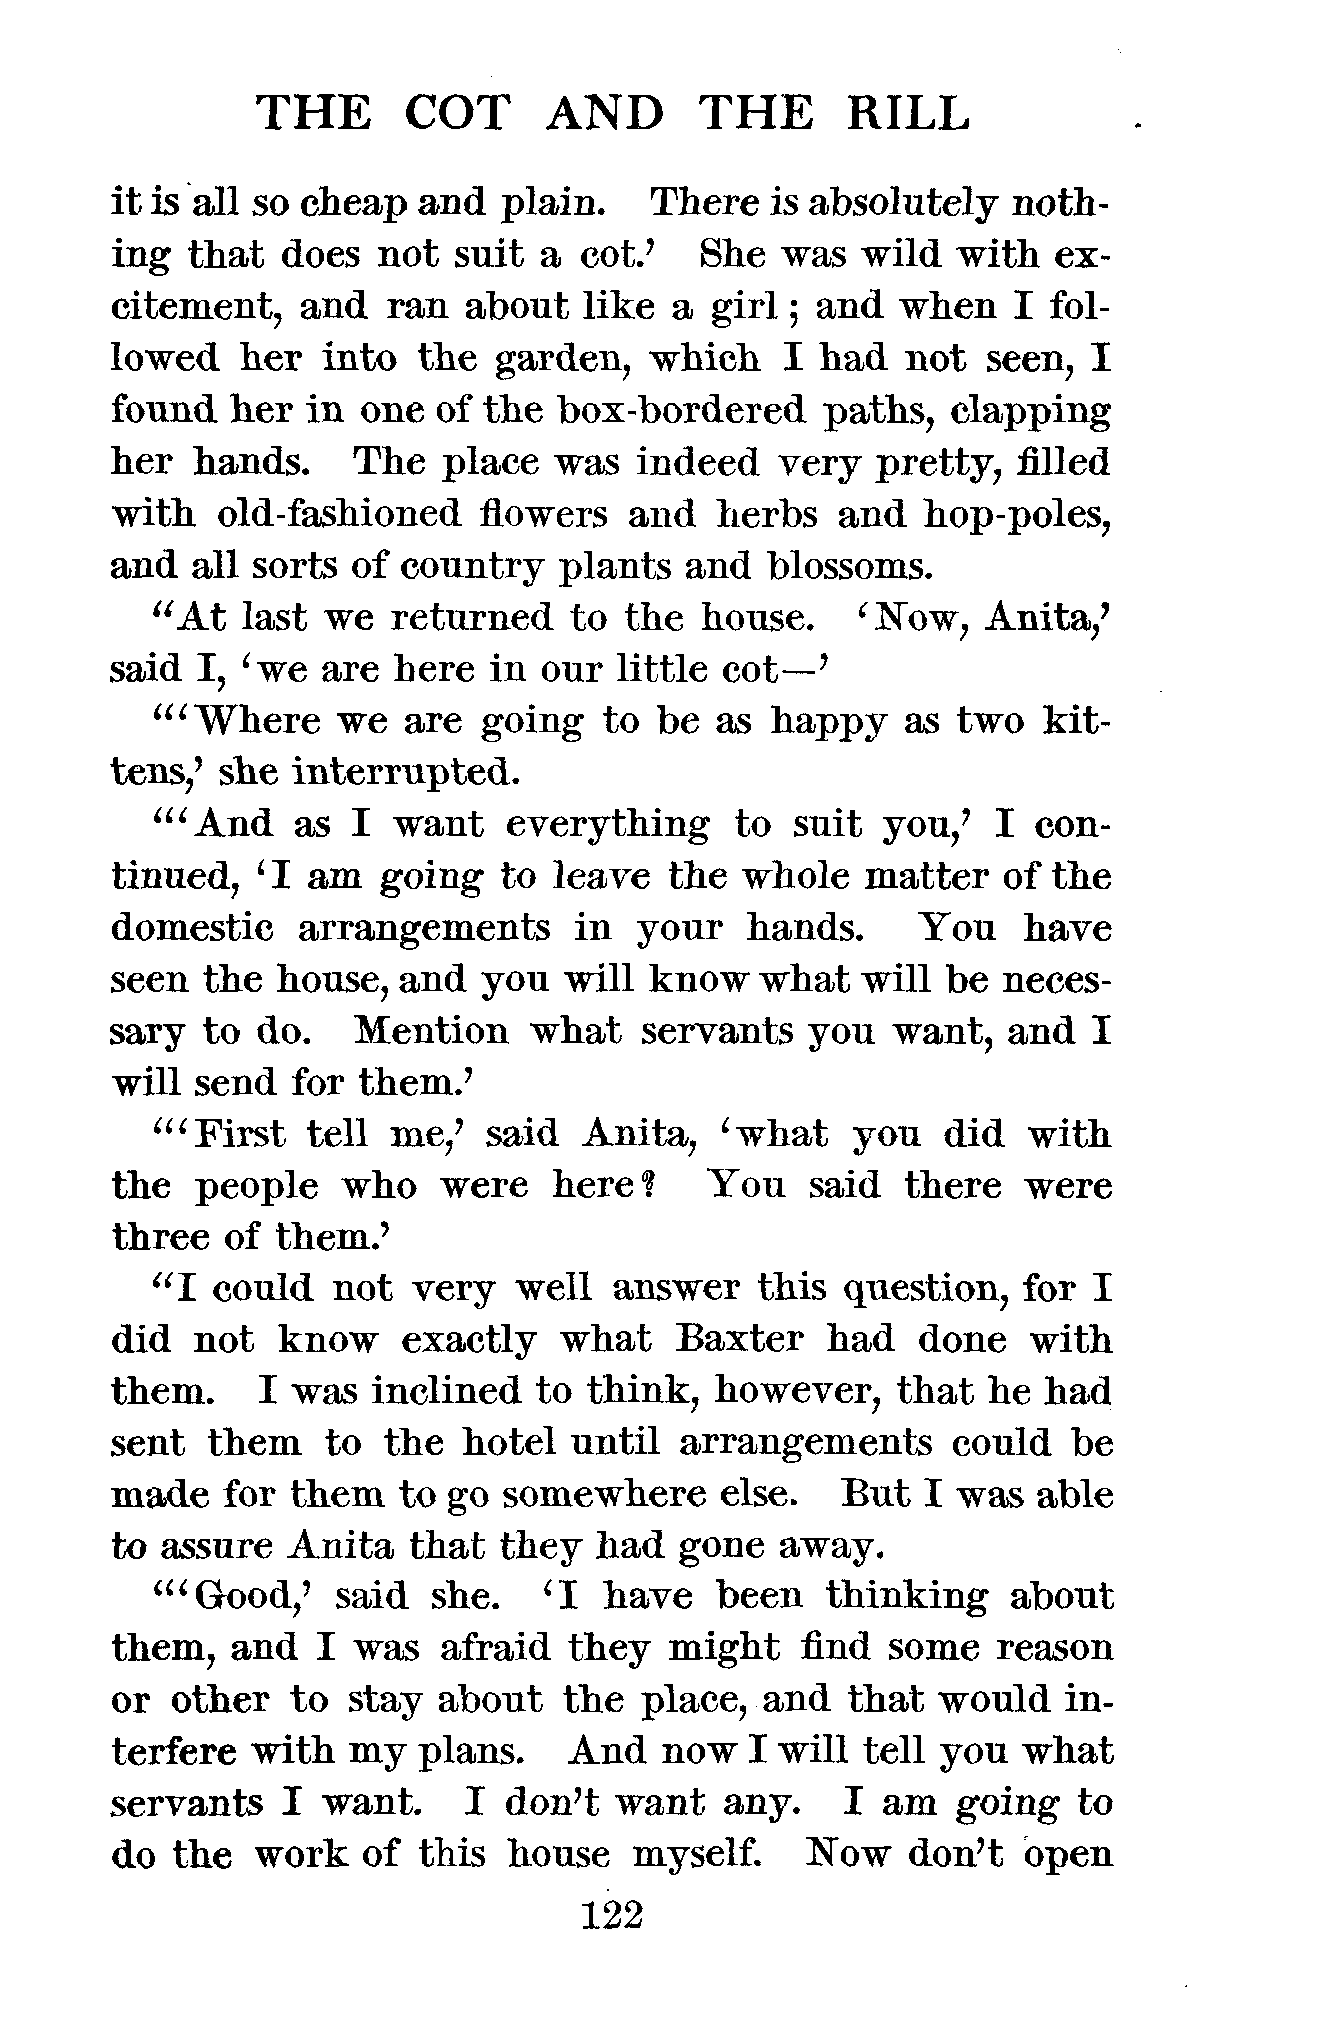 THE COT AND THE RILL
it is all so cheap and plain. There is absolutely noth-
ing that does not suit a cot.’ She was wild with ex-
citement, and ran about like a girl; and when I fol-
lowed her into the garden, which I had not seen, I
found her in one of the box-bordered paths, clapping
her hands. The place was indeed very pretty, filled
with old-fashioned flowers and herbs and hop-poles,
and all sorts of country plants and blossoms.
“At last we returned to the house. ‘Now, Anita,’
said I, ‘we are here in our little cot—’
“‘Where we are going to be as happy as two kit-
tens,’ she interrupted.
“‘And as I want everything to suit you,’ I con-
tinued, ‘I am going to leave the whole matter of the
domestic arrangements in your hands. You have
seen the house, and you will know what will be neces-
sary to do. Mention what servants you want, and I
will send for them.’
“‘First tell me,’ said Anita, ‘what you did with
the people who were here? You said there were
three of them.’
“I could not very well answer this question, for I
did not know exactly what Baxter had done with
them. I was inclined to think, however, that he had
sent them to the hotel until arrangements could be
made for them to go somewhere else. But I was able
to assure Anita that they had gone away.
“‘Good,’ said she. ‘I have been thinking about
them, and I was afraid they might find some reason
or other to stay about the place, and that would in-
terfere with my plans. And now I will tell you what
servants I want. I don’t want any. I am going to
do the work of this house myself. Now don’t open
122